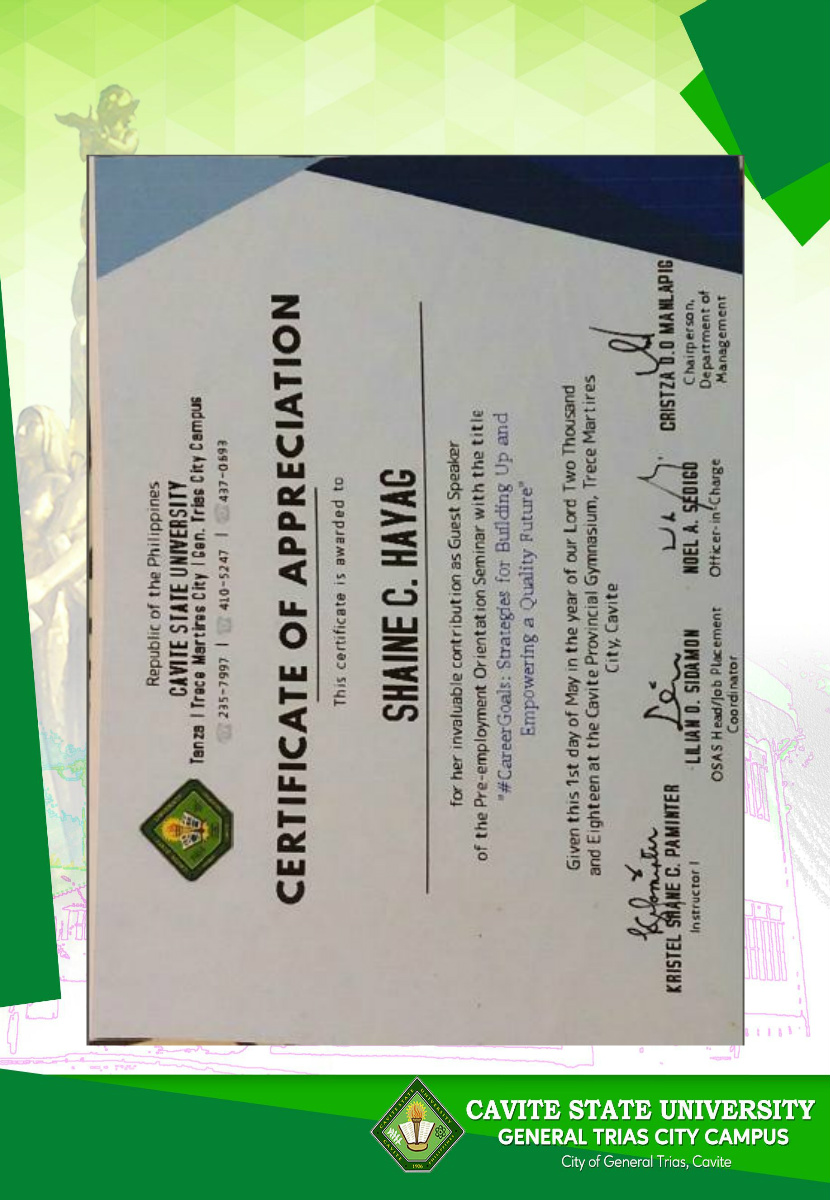 Republic of the Philippines
CAVITE STATE UNIVERSITY
Tanza | Trece Martires City | Gen. Trias City Campus
☎ 235-7997 | ☎ 410-5247 | ☎ 437-0693
CERTIFICATE OF APPRECIATION
This certificate is awarded to
SHAINE C. HAYAG
for her invaluable contribution as Guest Speaker
of the Pre-employment Orientation Seminar with the title
"#CareerGoals: Strategies for Building Up and
Empowering a Quality Future"
Given this 1st day of May in the year of our Lord Two Thousand
and Eighteen at the Cavite Provincial Gymnasium, Trece Martires
City, Cavite
KRISTEL SHANE C. PAMINTER
Instructor I
LILIAN D. SIDAMON
OSAS Head/Job Placement
Coordinator
NOEL A. SEDIGO
Officer-in-Charge
CRISTZA D.O MANLAPIG
Chairperson,
Department of
Management
CAVITE STATE UNIVERSITY
GENERAL TRIAS CITY CAMPUS
City of General Trias, Cavite